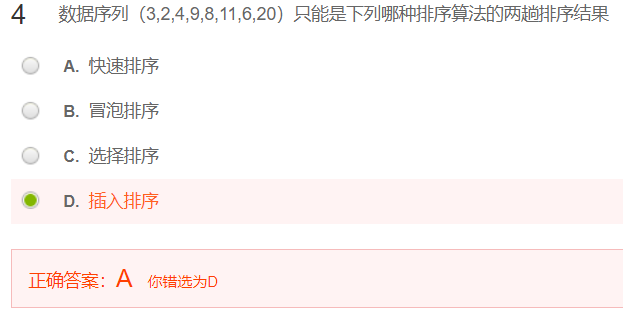 4 数据序列（3,2,4,9,8,11,6,20）只能是下列哪种排序算法的两趟排序结果
A. 快速排序
B. 冒泡排序
C. 选择排序
D. 插入排序
正确答案：A 你错选为D